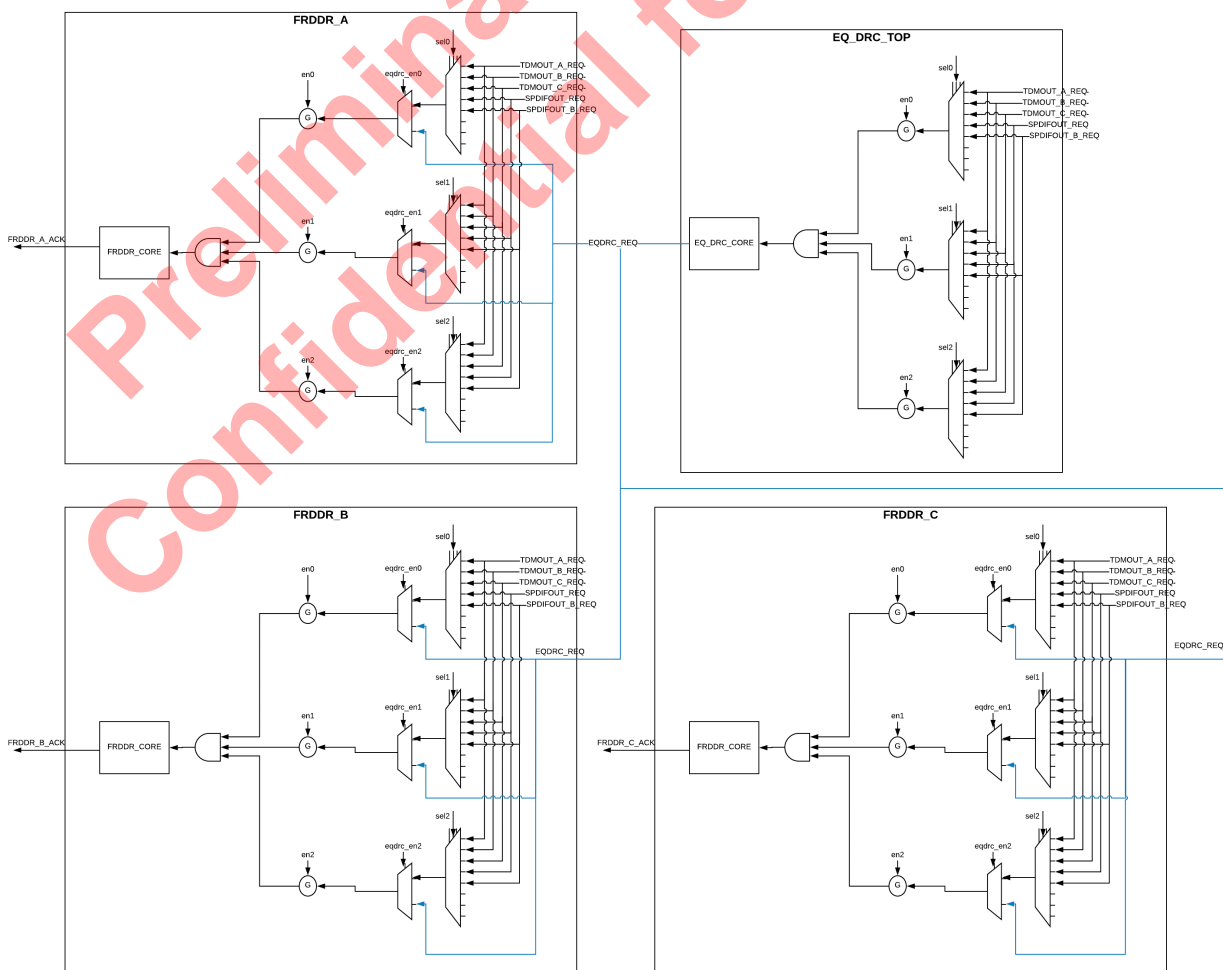 Prelimina
Confidential fo
FRDDR_A
sel0
TDMOUT_A_REQ
TDMOUT_B_REQ
TDMOUT_C_REQ
SPDIFOUT_REQ
SPDIFOUT_B_REQ
en0
eqdrc_en0
G
sel1
en1
eqdrc_en1
G
FRDDR_A_ACK
FRDDR_CORE
sel2
en2
eqdrc_en2
G
EQDRC_REQ
EQ_DRC_TOP
sel0
TDMOUT_A_REQ
TDMOUT_B_REQ
TDMOUT_C_REQ
SPDIFOUT_REQ
SPDIFOUT_B_REQ
en0
G
sel1
en1
G
EQ_DRC_CORE
sel2
en2
G
FRDDR_B
sel0
TDMOUT_A_REQ
TDMOUT_B_REQ
TDMOUT_C_REQ
SPDIFOUT_REQ
SPDIFOUT_B_REQ
en0
eqdrc_en0
G
EQDRC_REQ
sel1
en1
eqdrc_en1
G
FRDDR_B_ACK
FRDDR_CORE
sel2
en2
eqdrc_en2
G
FRDDR_C
sel0
TDMOUT_A_REQ
TDMOUT_B_REQ
TDMOUT_C_REQ
SPDIFOUT_REQ
SPDIFOUT_B_REQ
en0
eqdrc_en0
G
EQDRC_REQ
sel1
en1
eqdrc_en1
G
FRDDR_C_ACK
FRDDR_CORE
sel2
en2
eqdrc_en2
G